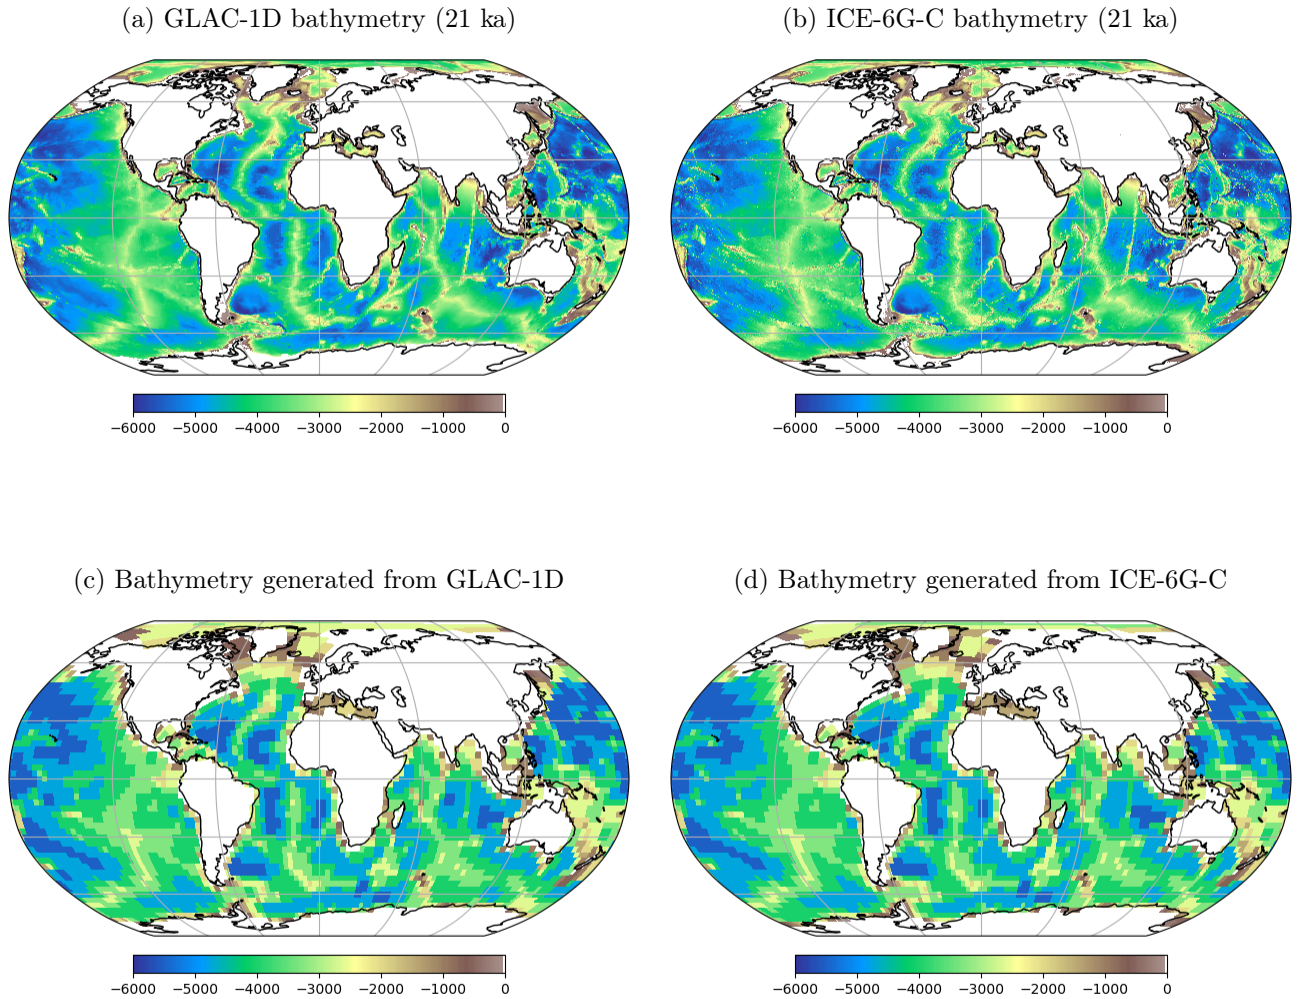 (a) GLAC-1D bathymetry (21 ka)
(b) ICE-6G-C bathymetry (21 ka)
−6000 −5000 −4000 −3000 −2000 −1000 0
−6000 −5000 −4000 −3000 −2000 −1000 0
(c) Bathymetry generated from GLAC-1D
(d) Bathymetry generated from ICE-6G-C
−6000 −5000 −4000 −3000 −2000 −1000 0
−6000 −5000 −4000 −3000 −2000 −1000 0